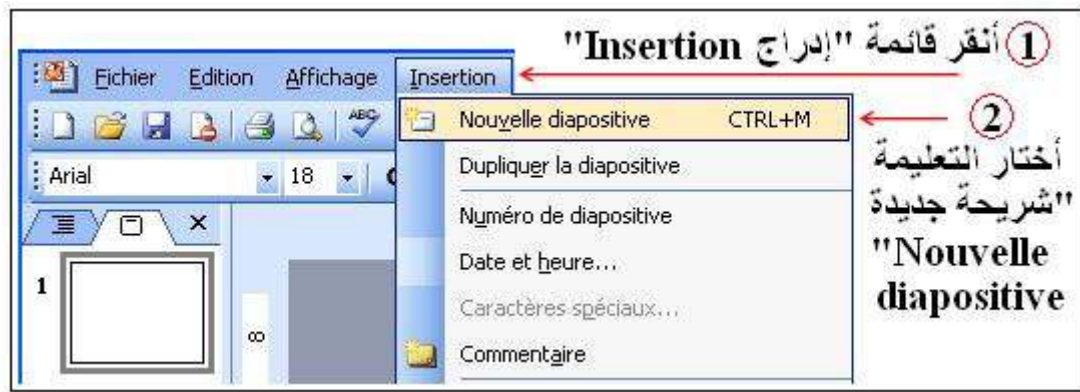 ① أنقر قائمة "إدراج Insertion"
Fichier Edition Affichage Insertion
Nouvelle diapositive CTRL+M
②
أختار التعليمة
"شريحة جديدة
Nouvelle"
diapositive
Arial 18
Dupliquer la diapositive
Numéro de diapositive
Date et heure...
Caractères spéciaux...
Commentaire
1
8